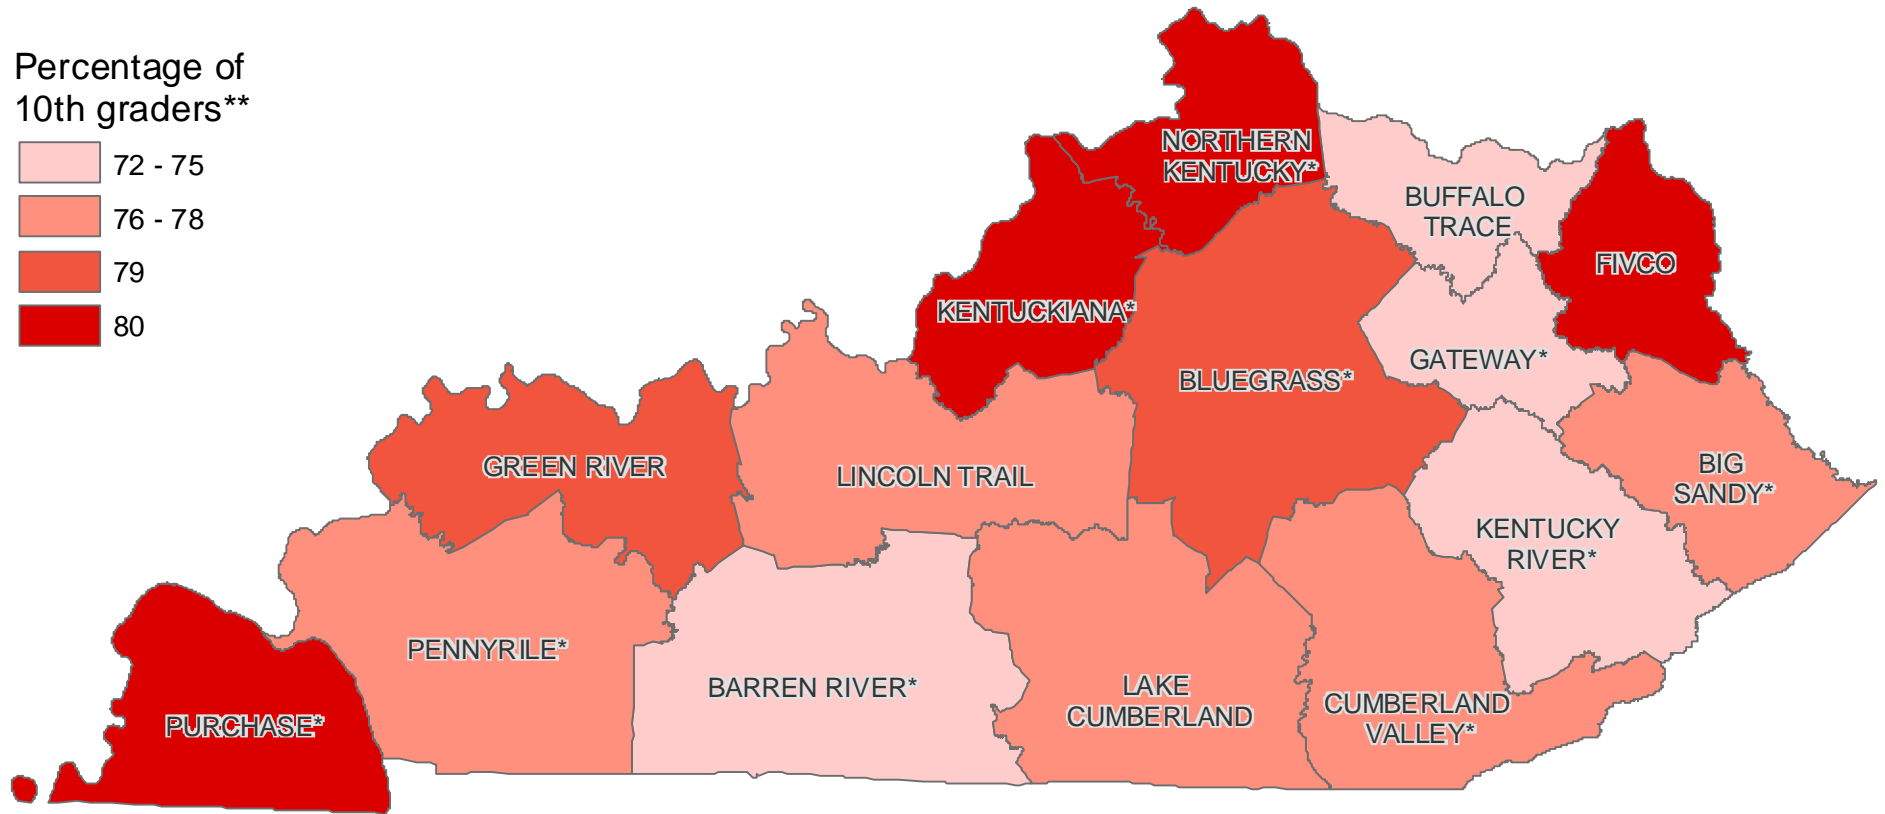 Percentage of
10th graders**
72 - 75
76 - 78
79
80
NORTHERN
KENTUCKY*
BUFFALO
TRACE
FIVCO
KENTUCKIANA*
GATEWAY*
BLUEGRASS*
GREEN RIVER
LINCOLN TRAIL
BIG
SANDY*
KENTUCKY
RIVER*
PENNYRILE*
BARREN RIVER*
LAKE
CUMBERLAND
CUMBERLAND
VALLEY*
PURCHASE*